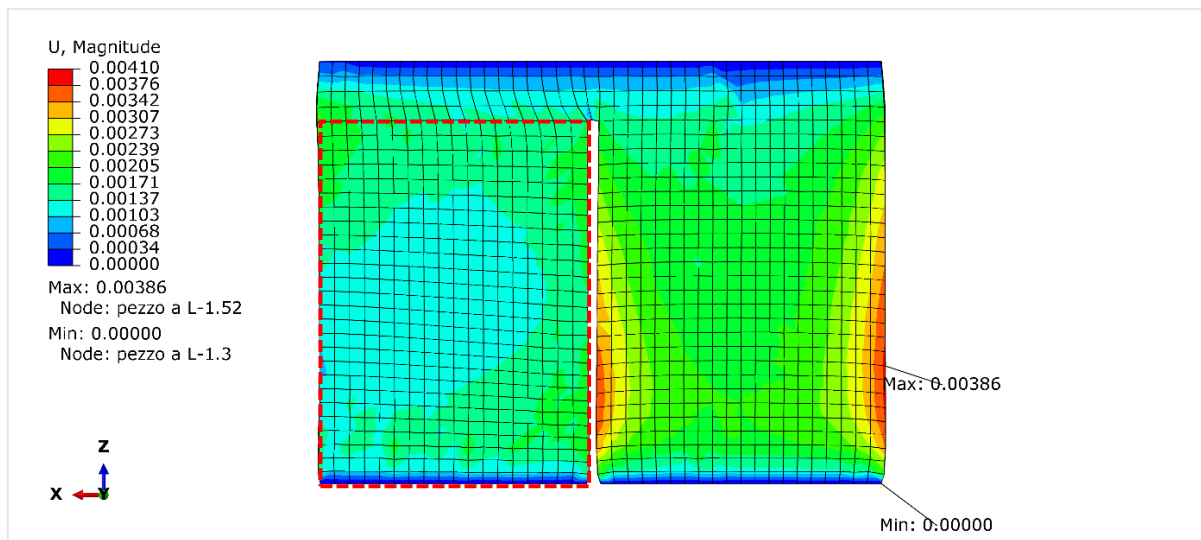 U, Magnitude
0.00410
0.00376
0.00342
0.00307
0.00273
0.00239
0.00205
0.00171
0.00137
0.00103
0.00068
0.00034
0.00000
Max: 0.00386
Node: pezzo a L-1.52
Min: 0.00000
Node: pezzo a L-1.3
Max: 0.00386
Min: 0.00000
Z
X
Y